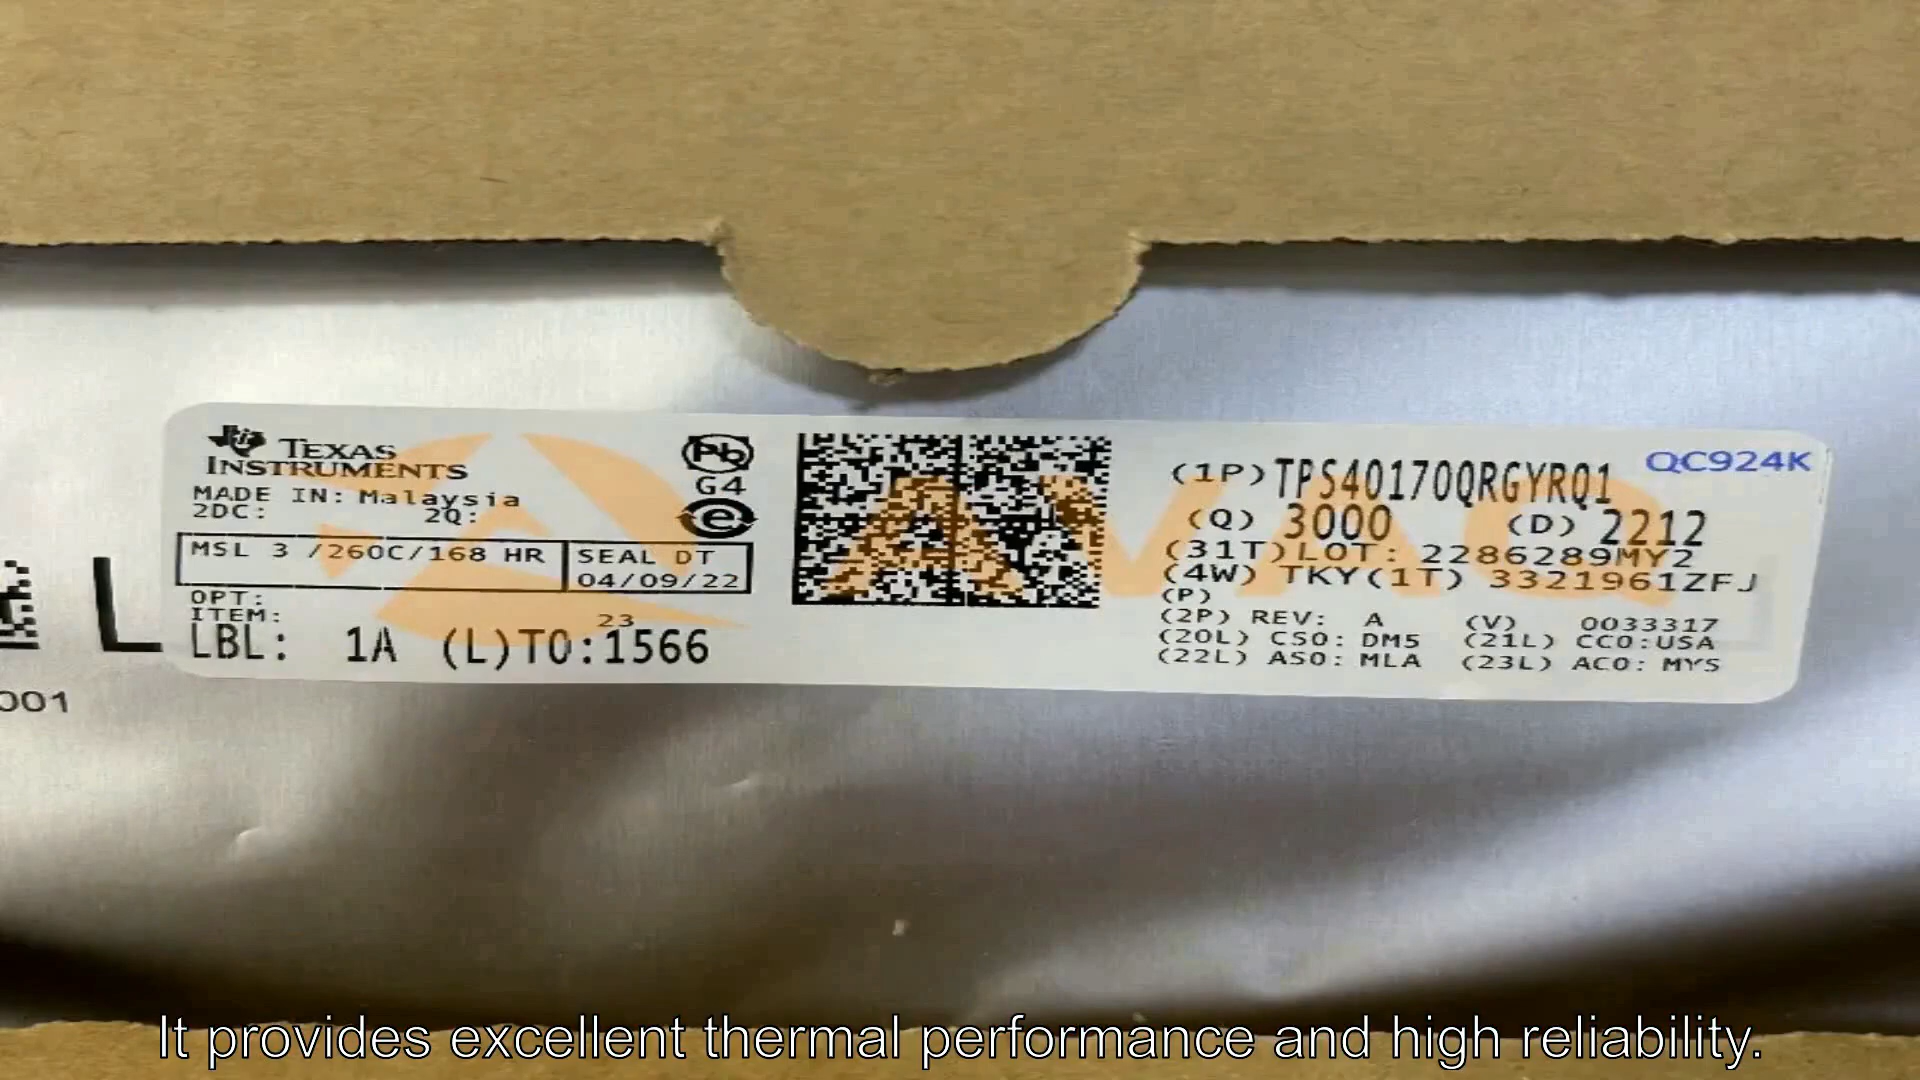 TEXAS
INSTRUMENTS
MADE IN: Malaysia
2DC: 2Q:
MSL 3 /260C/168 HR
SEAL DT
04/09/22
OPT:
ITEM: 23
LBL: 1A (L)TO:1566
Pb
G4
e
QC924K
(1P)TPS40170QRGYRQ1
(Q) 3000 (D) 2212
(31T)LOT: 2286289MY2
(4W) TKY(1T) 3321961ZFJ
(P)
(2P) REV: A (V) 0033317
(20L) CSO: DM5 (21L) CCO:USA
(22L) ASO: MLA (23L) ACO: MYS
L
001
AVAQ
It provides excellent thermal performance and high reliability.